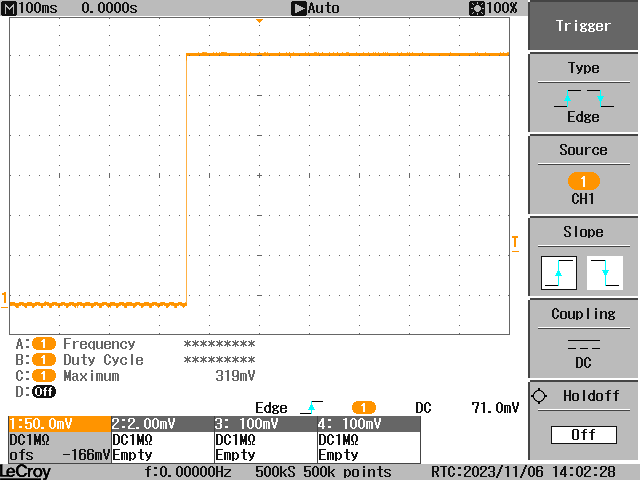 M 100ms 0.0000s Auto 100%
Trigger
Type
Edge
Source
1
CH1
Slope
T
1
Coupling
DC
Holdoff
Off
A: 1 Frequency *********
B: 1 Duty Cycle *********
C: 1 Maximum 319mV
D: Off
Edge 1 DC 71.0mV
1:50.0mV 2:2.00mV 3: 100mV 4: 100mV
DC1MΩ DC1MΩ DC1MΩ DC1MΩ
ofs -166mV Empty Empty Empty
LeCroy f:0.00000Hz 500kS 500k points RTC:2023/11/06 14:02:28